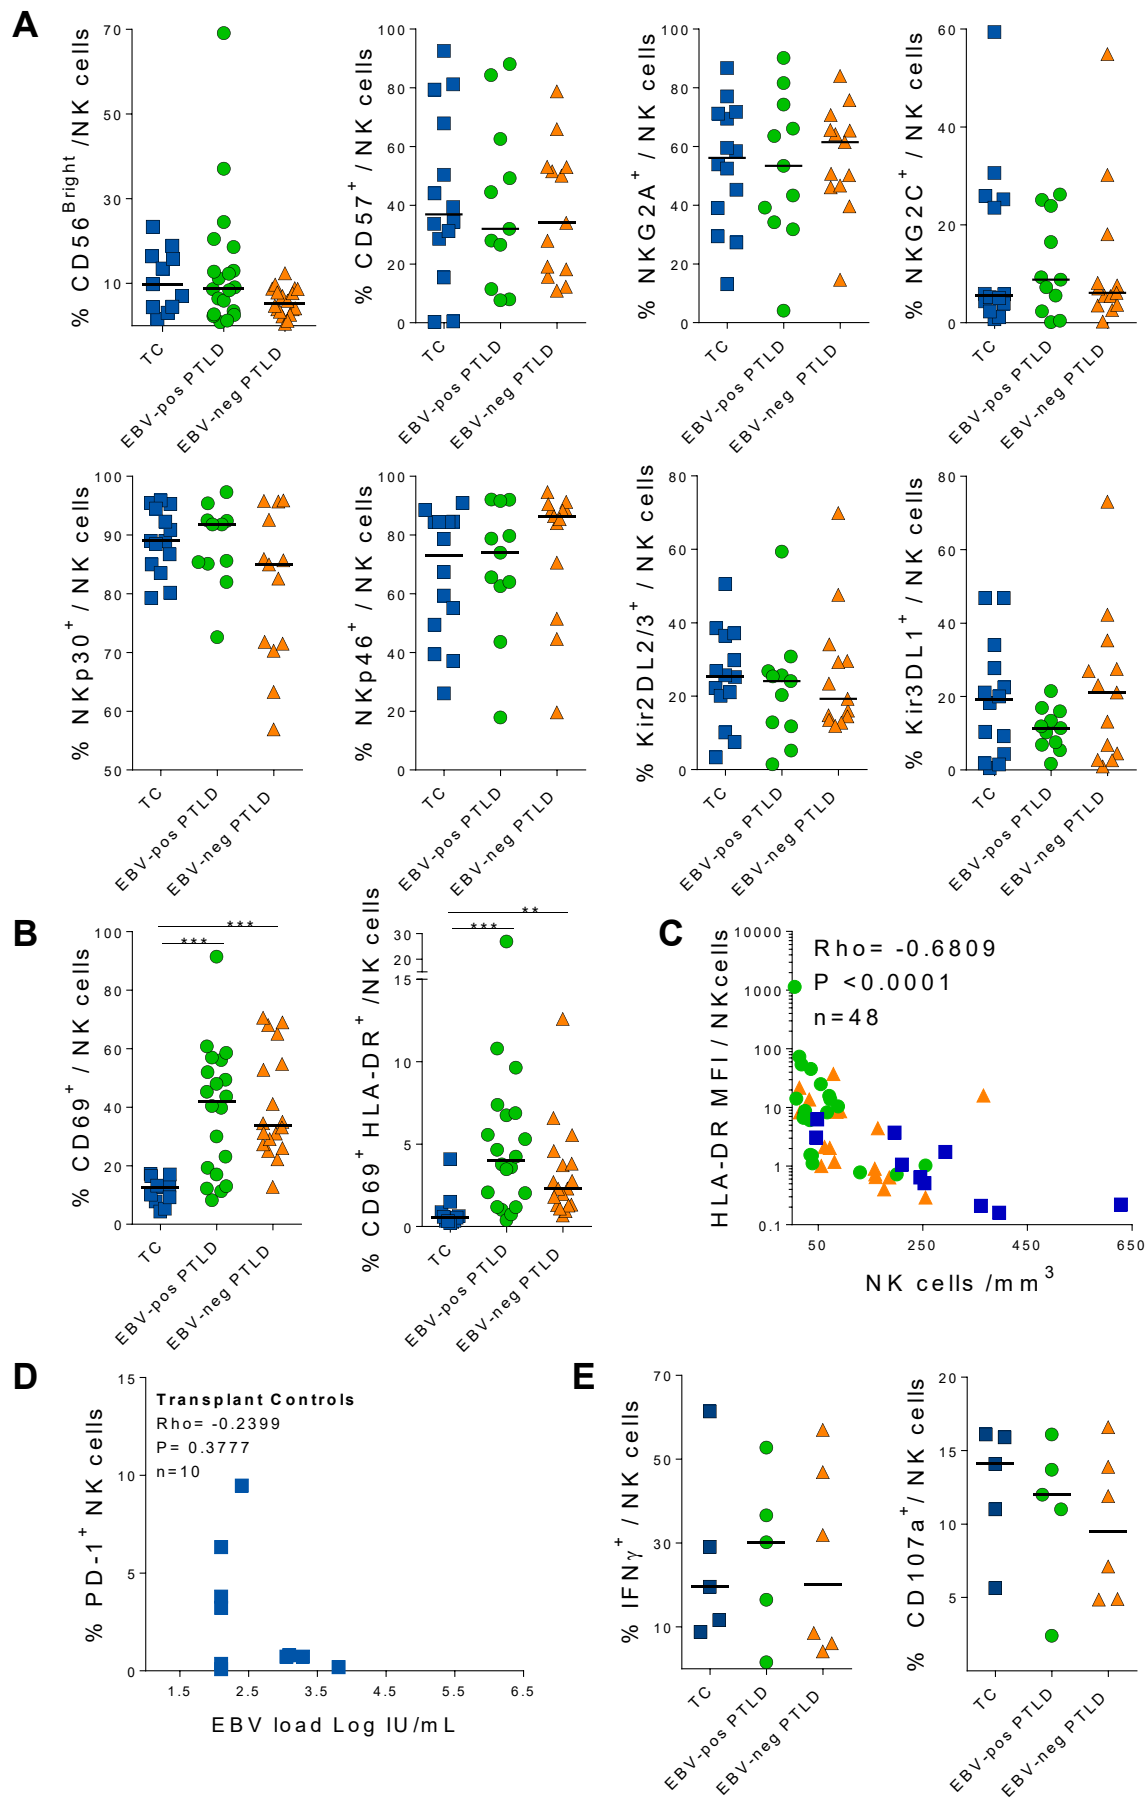 A
% CD56Bright /NK cells
70
50
30
10
TC
EBV-pos PTLD
EBV-neg PTLD
% CD57+ / NK cells
100
80
60
40
20
0
TC
EBV-pos PTLD
EBV-neg PTLD
% NKG2A+ / NK cells
100
80
60
40
20
0
TC
EBV-pos PTLD
EBV-neg PTLD
% NKG2C+ / NK cells
60
40
20
0
TC
EBV-pos PTLD
EBV-neg PTLD
% NKp30+ / NK cells
100
90
80
70
60
50
TC
EBV-pos PTLD
EBV-neg PTLD
% NKp46+ / NK cells
100
80
60
40
20
0
TC
EBV-pos PTLD
EBV-neg PTLD
% Kir2DL2/3+ / NK cells
80
60
40
20
0
TC
EBV-pos PTLD
EBV-neg PTLD
% Kir3DL1+ / NK cells
80
60
40
20
0
TC
EBV-pos PTLD
EBV-neg PTLD
B
% CD69+ / NK cells
100
80
60
40
20
0
***
***
TC
EBV-pos PTLD
EBV-neg PTLD
% CD69+ HLA-DR+ /NK cells
30
20
15
10
5
0
**
***
TC
EBV-pos PTLD
EBV-neg PTLD
C
HLA-DR MFI / NKcells
10000
1000
100
10
1
0.1
Rho= -0.6809
P <0.0001
n=48
50
250
450
650
NK cells /mm3
D
% PD-1+ NK cells
15
10
5
0
Transplant Controls
Rho= -0.2399
P= 0.3777
n=10
1.5
2.5
3.5
4.5
5.5
6.5
EBV load Log IU/mL
E
% IFNγ+ / NK cells
70
50
30
10
TC
EBV-pos PTLD
EBV-neg PTLD
% CD107a+ / NK cells
20
15
10
5
TC
EBV-pos PTLD
EBV-neg PTLD